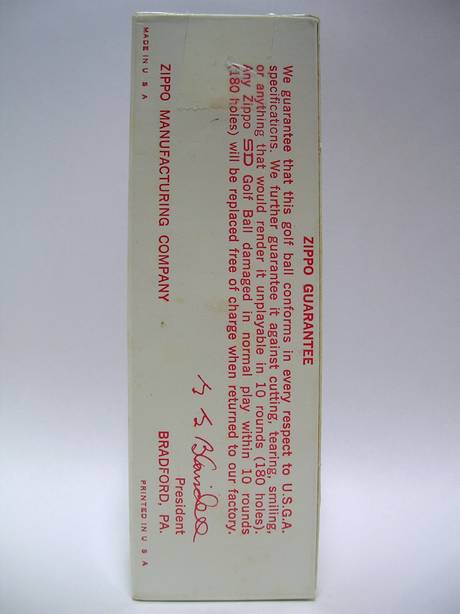 ZIPPO GUARANTEE
We guarantee that this golf ball conforms in every respect to U.S.G.A.
specifications. We further guarantee it against cutting, tearing, smiling,
or anything that would render it unplayable in 10 rounds (180 holes).
Any Zippo SD Golf Ball damaged in normal play within 10 rounds
(180 holes) will be replaced free of charge when returned to our factory.
G G Blaisdell
President
ZIPPO MANUFACTURING COMPANY BRADFORD, PA.
MADE IN U S A PRINTED IN U S A